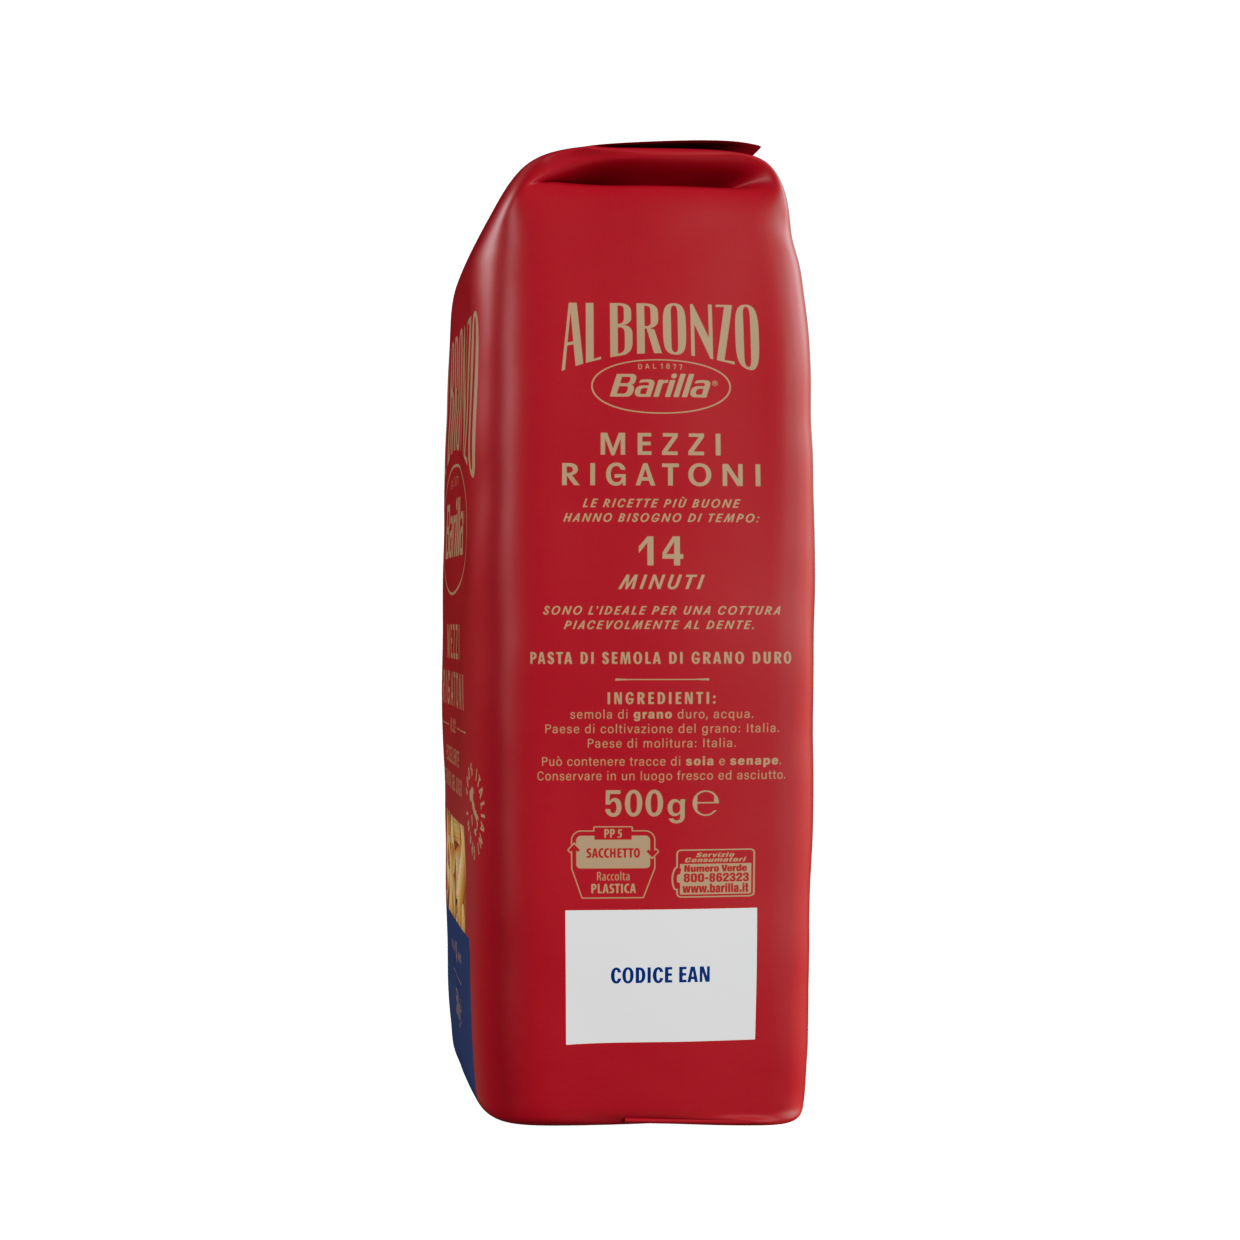 AL BRONZO
DAL 1877
Barilla®
MEZZI
RIGATONI
LE RICETTE PIÙ BUONE
HANNO BISOGNO DI TEMPO:
14
MINUTI
SONO L'IDEALE PER UNA COTTURA
PIACEVOLMENTE AL DENTE.
PASTA DI SEMOLA DI GRANO DURO
INGREDIENTI:
semola di grano duro, acqua.
Paese di coltivazione del grano: Italia.
Paese di molitura: Italia.
Può contenere tracce di soia e senape.
Conservare in un luogo fresco ed asciutto.
500g℮
PP 5
SACCHETTO
Raccolta
PLASTICA
Servizio
Consumatori
Numero Verde
800-862323
www.barilla.it
CODICE EAN
BRONZO
Barilla
MEZZI
RIGATONI